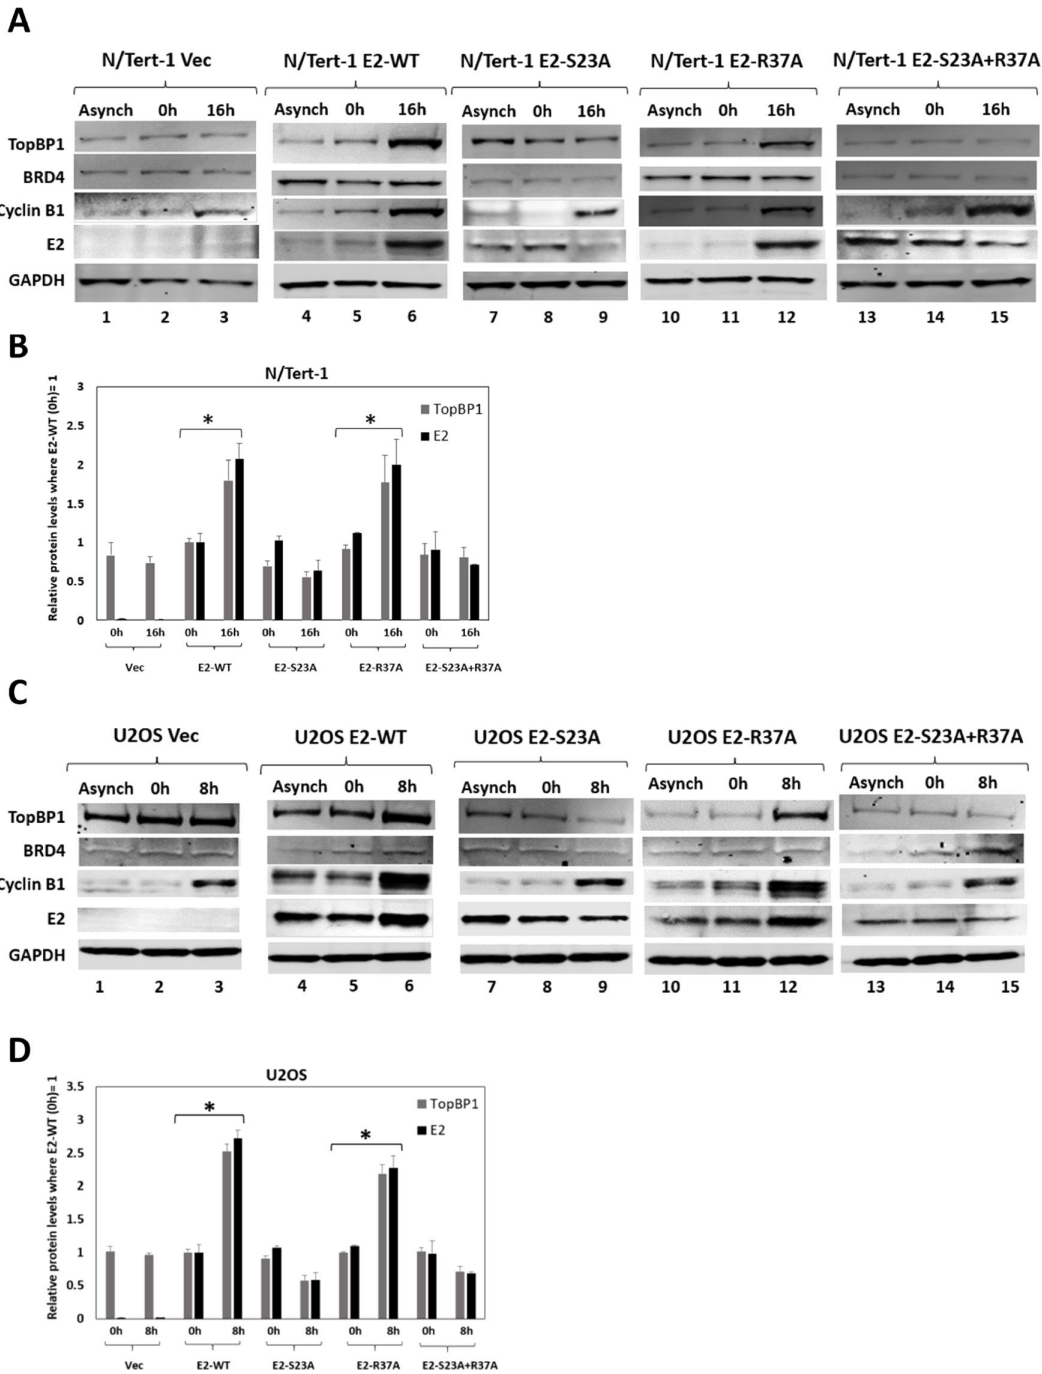 A
N/Tert-1 Vec N/Tert-1 E2-WT N/Tert-1 E2-S23A N/Tert-1 E2-R37A N/Tert-1 E2-S23A+R37A
Asynch 0h 16h Asynch 0h 16h Asynch 0h 16h Asynch 0h 16h Asynch 0h 16h
TopBP1
BRD4
Cyclin B1
E2
GAPDH
1 2 3 4 5 6 7 8 9 10 11 12 13 14 15
B
N/Tert-1
Relative protein levels where E2-WT (0h)= 1
3
2.5
2
1.5
1
0.5
0
* *
TopBP1
E2
0h 16h 0h 16h 0h 16h 0h 16h 0h 16h
Vec E2-WT E2-S23A E2-R37A E2-S23A+R37A
C
U2OS Vec U2OS E2-WT U2OS E2-S23A U2OS E2-R37A U2OS E2-S23A+R37A
Asynch 0h 8h Asynch 0h 8h Asynch 0h 8h Asynch 0h 8h Asynch 0h 8h
TopBP1
BRD4
Cyclin B1
E2
GAPDH
1 2 3 4 5 6 7 8 9 10 11 12 13 14 15
D
U2OS
Relative protein levels where E2-WT (0h)= 1
3.5
3
2.5
2
1.5
1
0.5
0
* *
TopBP1
E2
0h 8h 0h 8h 0h 8h 0h 8h 0h 8h
Vec E2-WT E2-S23A E2-R37A E2-S23A+R37A